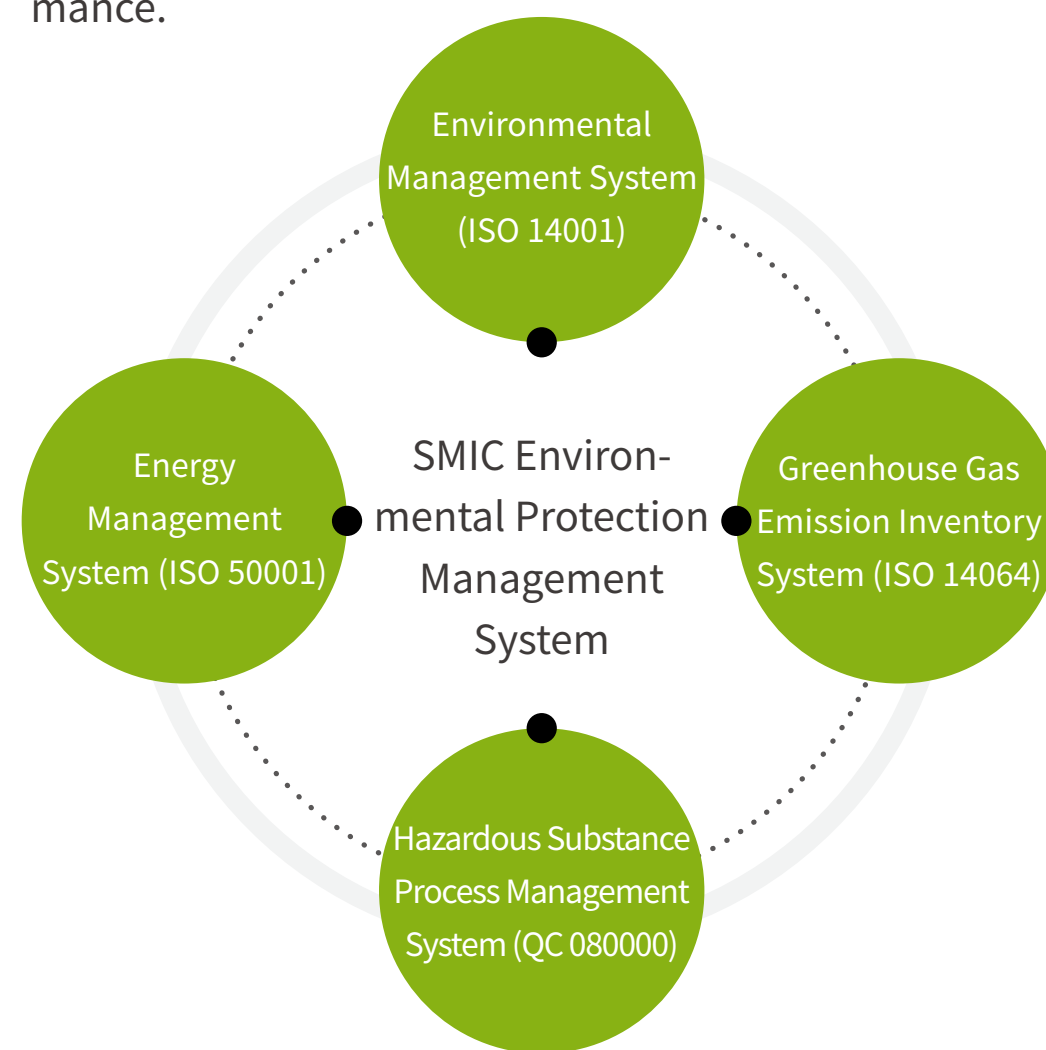 mance.
Environmental
Management System
(ISO 14001)
Energy
Management
System (ISO 50001)
SMIC Environ-
mental Protection
Management
System
Greenhouse Gas
Emission Inventory
System (ISO 14064)
Hazardous Substance
Process Management
System (QC 080000)